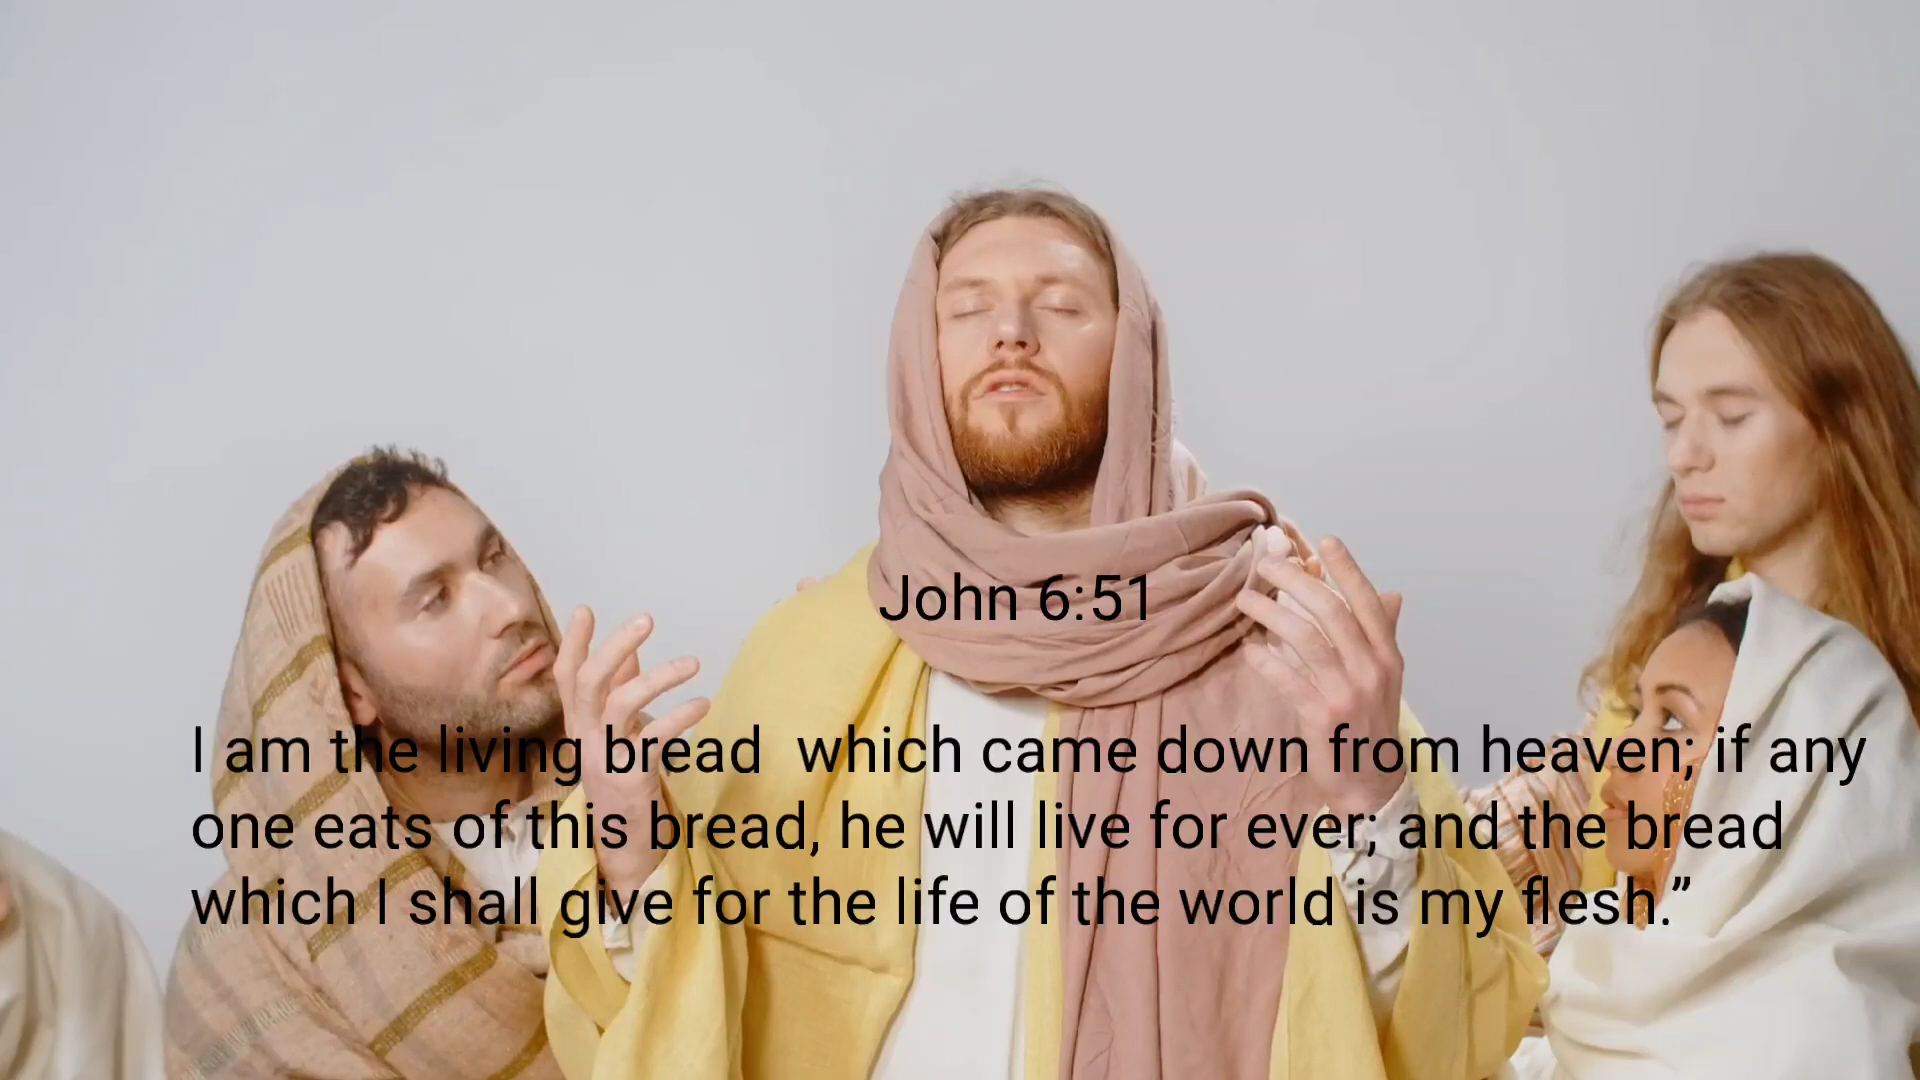 John 6:51
I am the living bread  which came down from heaven; if any
one eats of this bread, he will live for ever; and the bread
which I shall give for the life of the world is my flesh.”